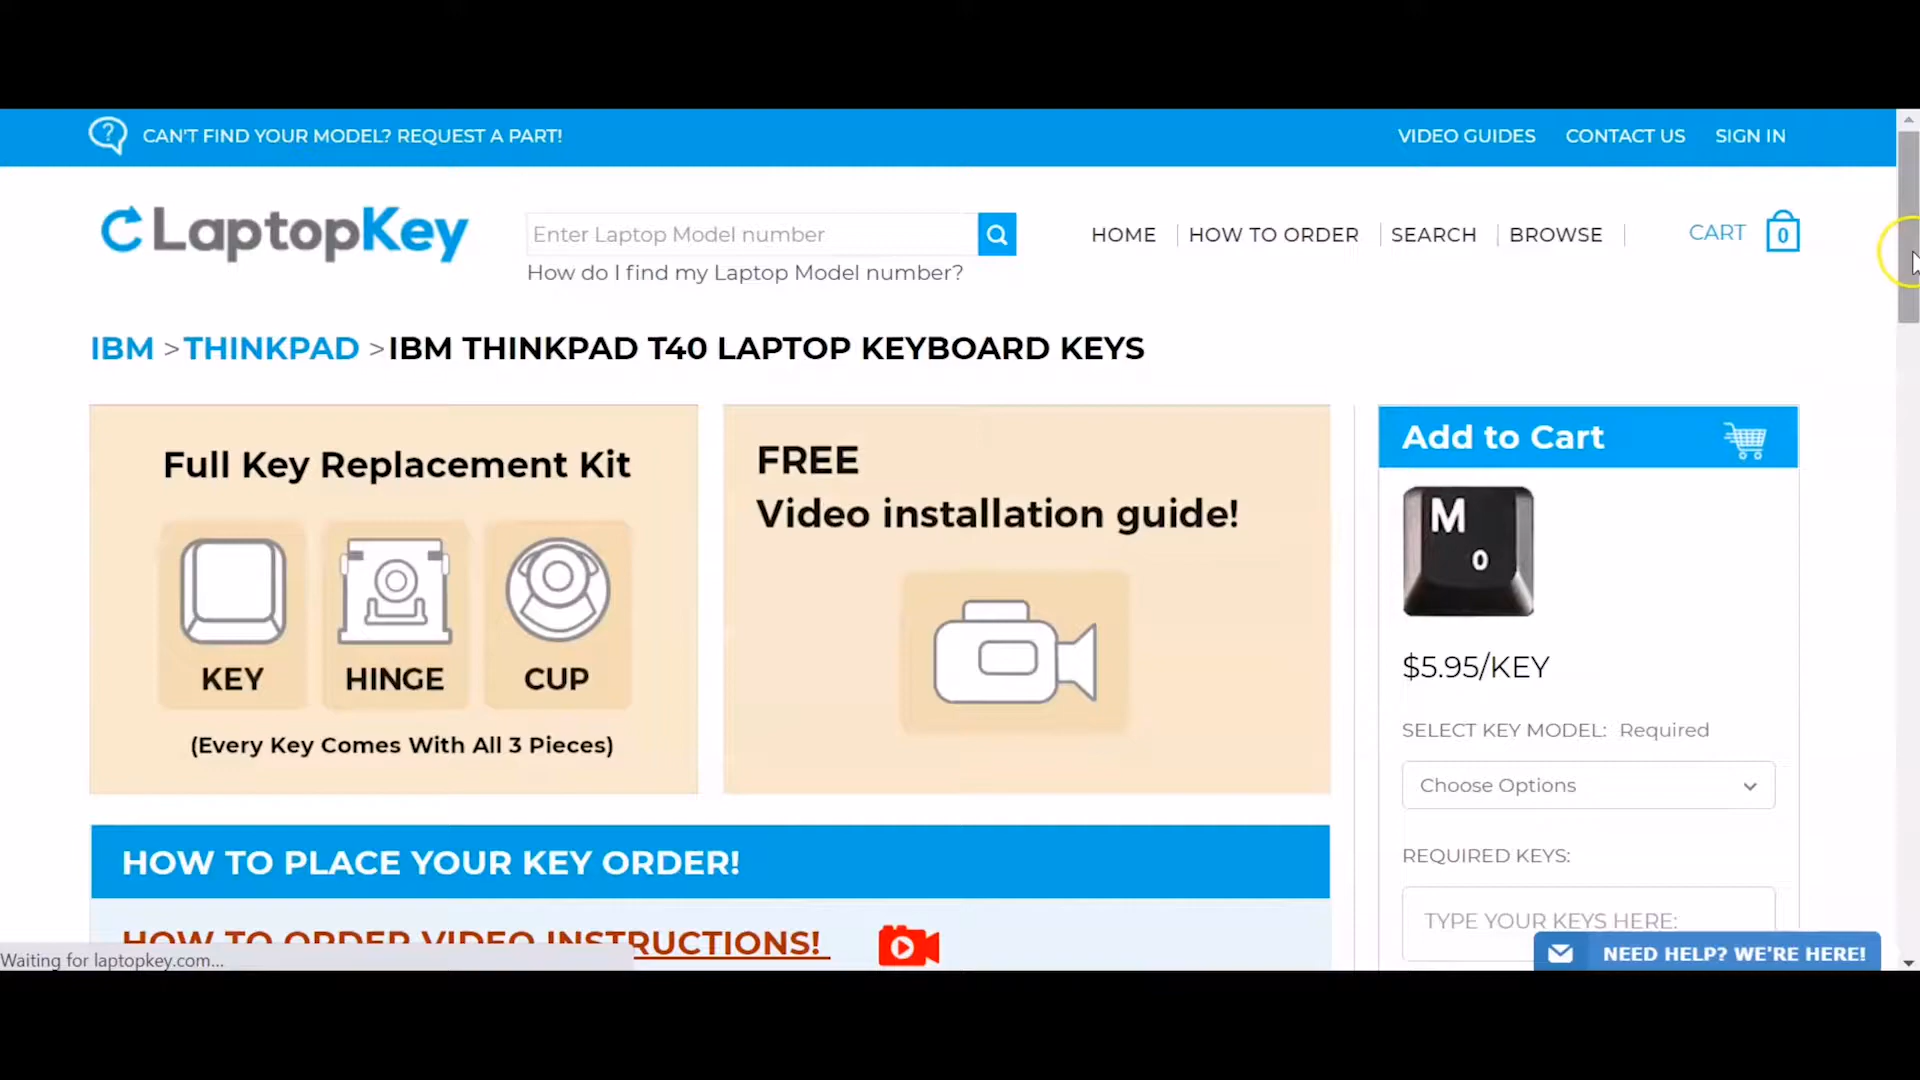 CAN'T FIND YOUR MODEL? REQUEST A PART!
VIDEO GUIDES
CONTACT US
SIGN IN
LaptopKey
Enter Laptop Model number
How do I find my Laptop Model number?
HOME
HOW TO ORDER
SEARCH
BROWSE
CART
0
IBM > THINKPAD > IBM THINKPAD T40 LAPTOP KEYBOARD KEYS
Full Key Replacement Kit
KEY
HINGE
CUP
(Every Key Comes With All 3 Pieces)
FREE
Video installation guide!
Add to Cart
M
0
$5.95/KEY
SELECT KEY MODEL: Required
Choose Options
REQUIRED KEYS:
TYPE YOUR KEYS HERE:
HOW TO PLACE YOUR KEY ORDER!
HOW TO ORDER VIDEO INSTRUCTIONS!
Waiting for laptopkey.com...
NEED HELP? WE'RE HERE!